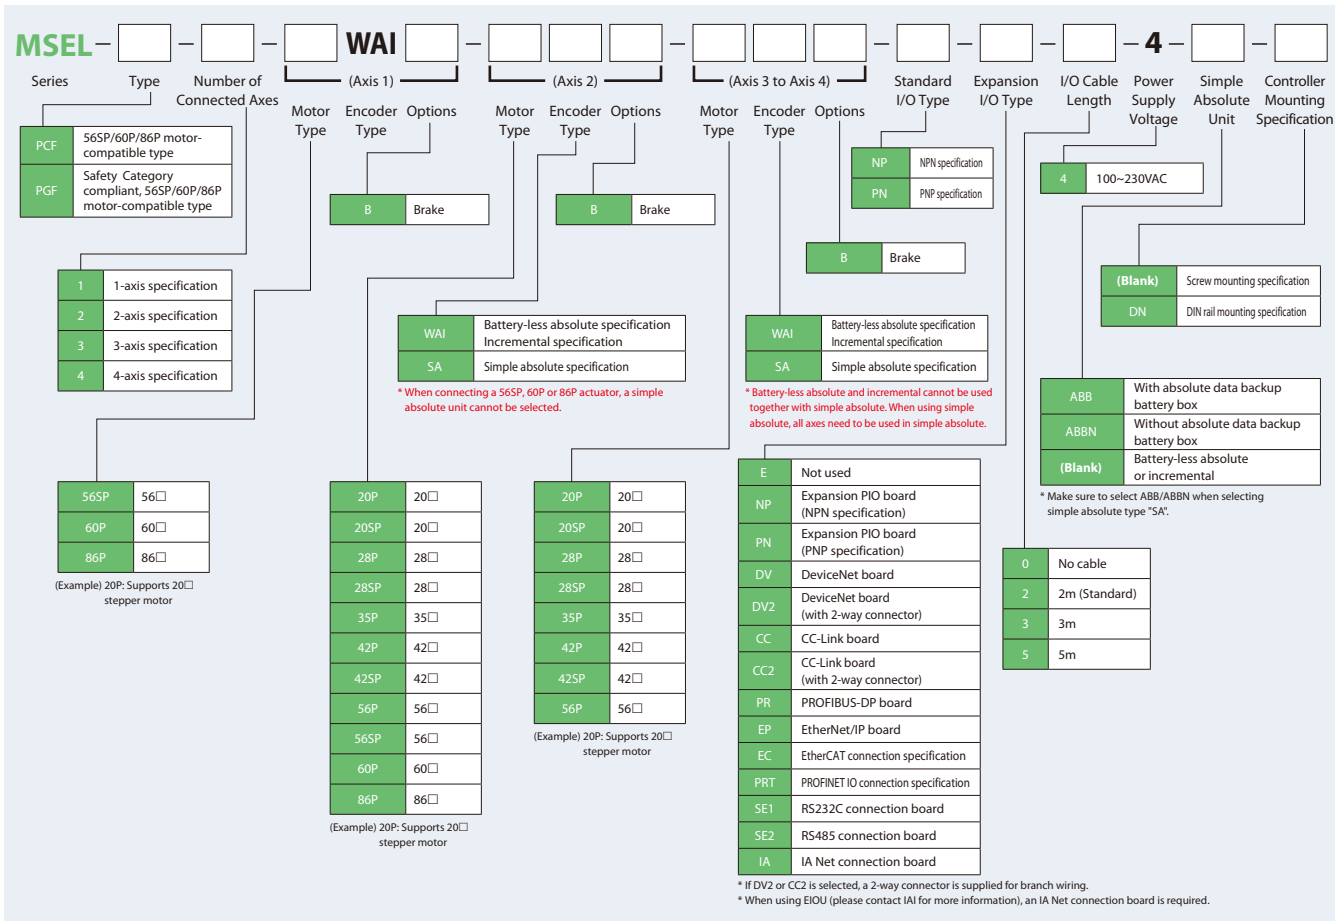 MSEL – – – WAI – – – – – – 4 – –
Series
Type
Number of
Connected Axes
(Axis 1)
Motor
Type
Encoder
Type
Options
(Axis 2)
Motor
Type
Encoder
Type
Options
(Axis 3 to Axis 4)
Motor
Type
Encoder
Type
Options
Standard
I/O Type
Expansion
I/O Type
I/O Cable
Length
Power
Supply
Voltage
Simple
Absolute
Unit
Controller
Mounting
Specification
PCF 56SP/60P/86P motor-
compatible type
PGF Safety Category
compliant, 56SP/60P/86P
motor-compatible type
B Brake
B Brake
NP NPN specification
PN PNP specification
4 100~230VAC
B Brake
1 1-axis specification
2 2-axis specification
3 3-axis specification
4 4-axis specification
(Blank) Screw mounting specification
DN DIN rail mounting specification
WAI Battery-less absolute specification
Incremental specification
SA Simple absolute specification
* When connecting a 56SP, 60P or 86P actuator, a simple
absolute unit cannot be selected.
WAI Battery-less absolute specification
Incremental specification
SA Simple absolute specification
* Battery-less absolute and incremental cannot be used
together with simple absolute. When using simple
absolute, all axes need to be used in simple absolute.
ABB With absolute data backup
battery box
ABBN Without absolute data backup
battery box
(Blank) Battery-less absolute
or incremental
* Make sure to select ABB/ABBN when selecting
simple absolute type "SA".
56SP 56□
60P 60□
86P 86□
(Example) 20P: Supports 20□
stepper motor
20P 20□
20SP 20□
28P 28□
28SP 28□
35P 35□
42P 42□
42SP 42□
56P 56□
56SP 56□
60P 60□
86P 86□
(Example) 20P: Supports 20□
stepper motor
20P 20□
20SP 20□
28P 28□
28SP 28□
35P 35□
42P 42□
42SP 42□
56P 56□
(Example) 20P: Supports 20□
stepper motor
E Not used
NP Expansion PIO board
(NPN specification)
PN Expansion PIO board
(PNP specification)
DV DeviceNet board
DV2 DeviceNet board
(with 2-way connector)
CC CC-Link board
CC2 CC-Link board
(with 2-way connector)
PR PROFIBUS-DP board
EP EtherNet/IP board
EC EtherCAT connection specification
PRT PROFINET IO connection specification
SE1 RS232C connection board
SE2 RS485 connection board
IA IA Net connection board
* If DV2 or CC2 is selected, a 2-way connector is supplied for branch wiring.
* When using EIOU (please contact IAI for more information), an IA Net connection board is required.
0 No cable
2 2m (Standard)
3 3m
5 5m